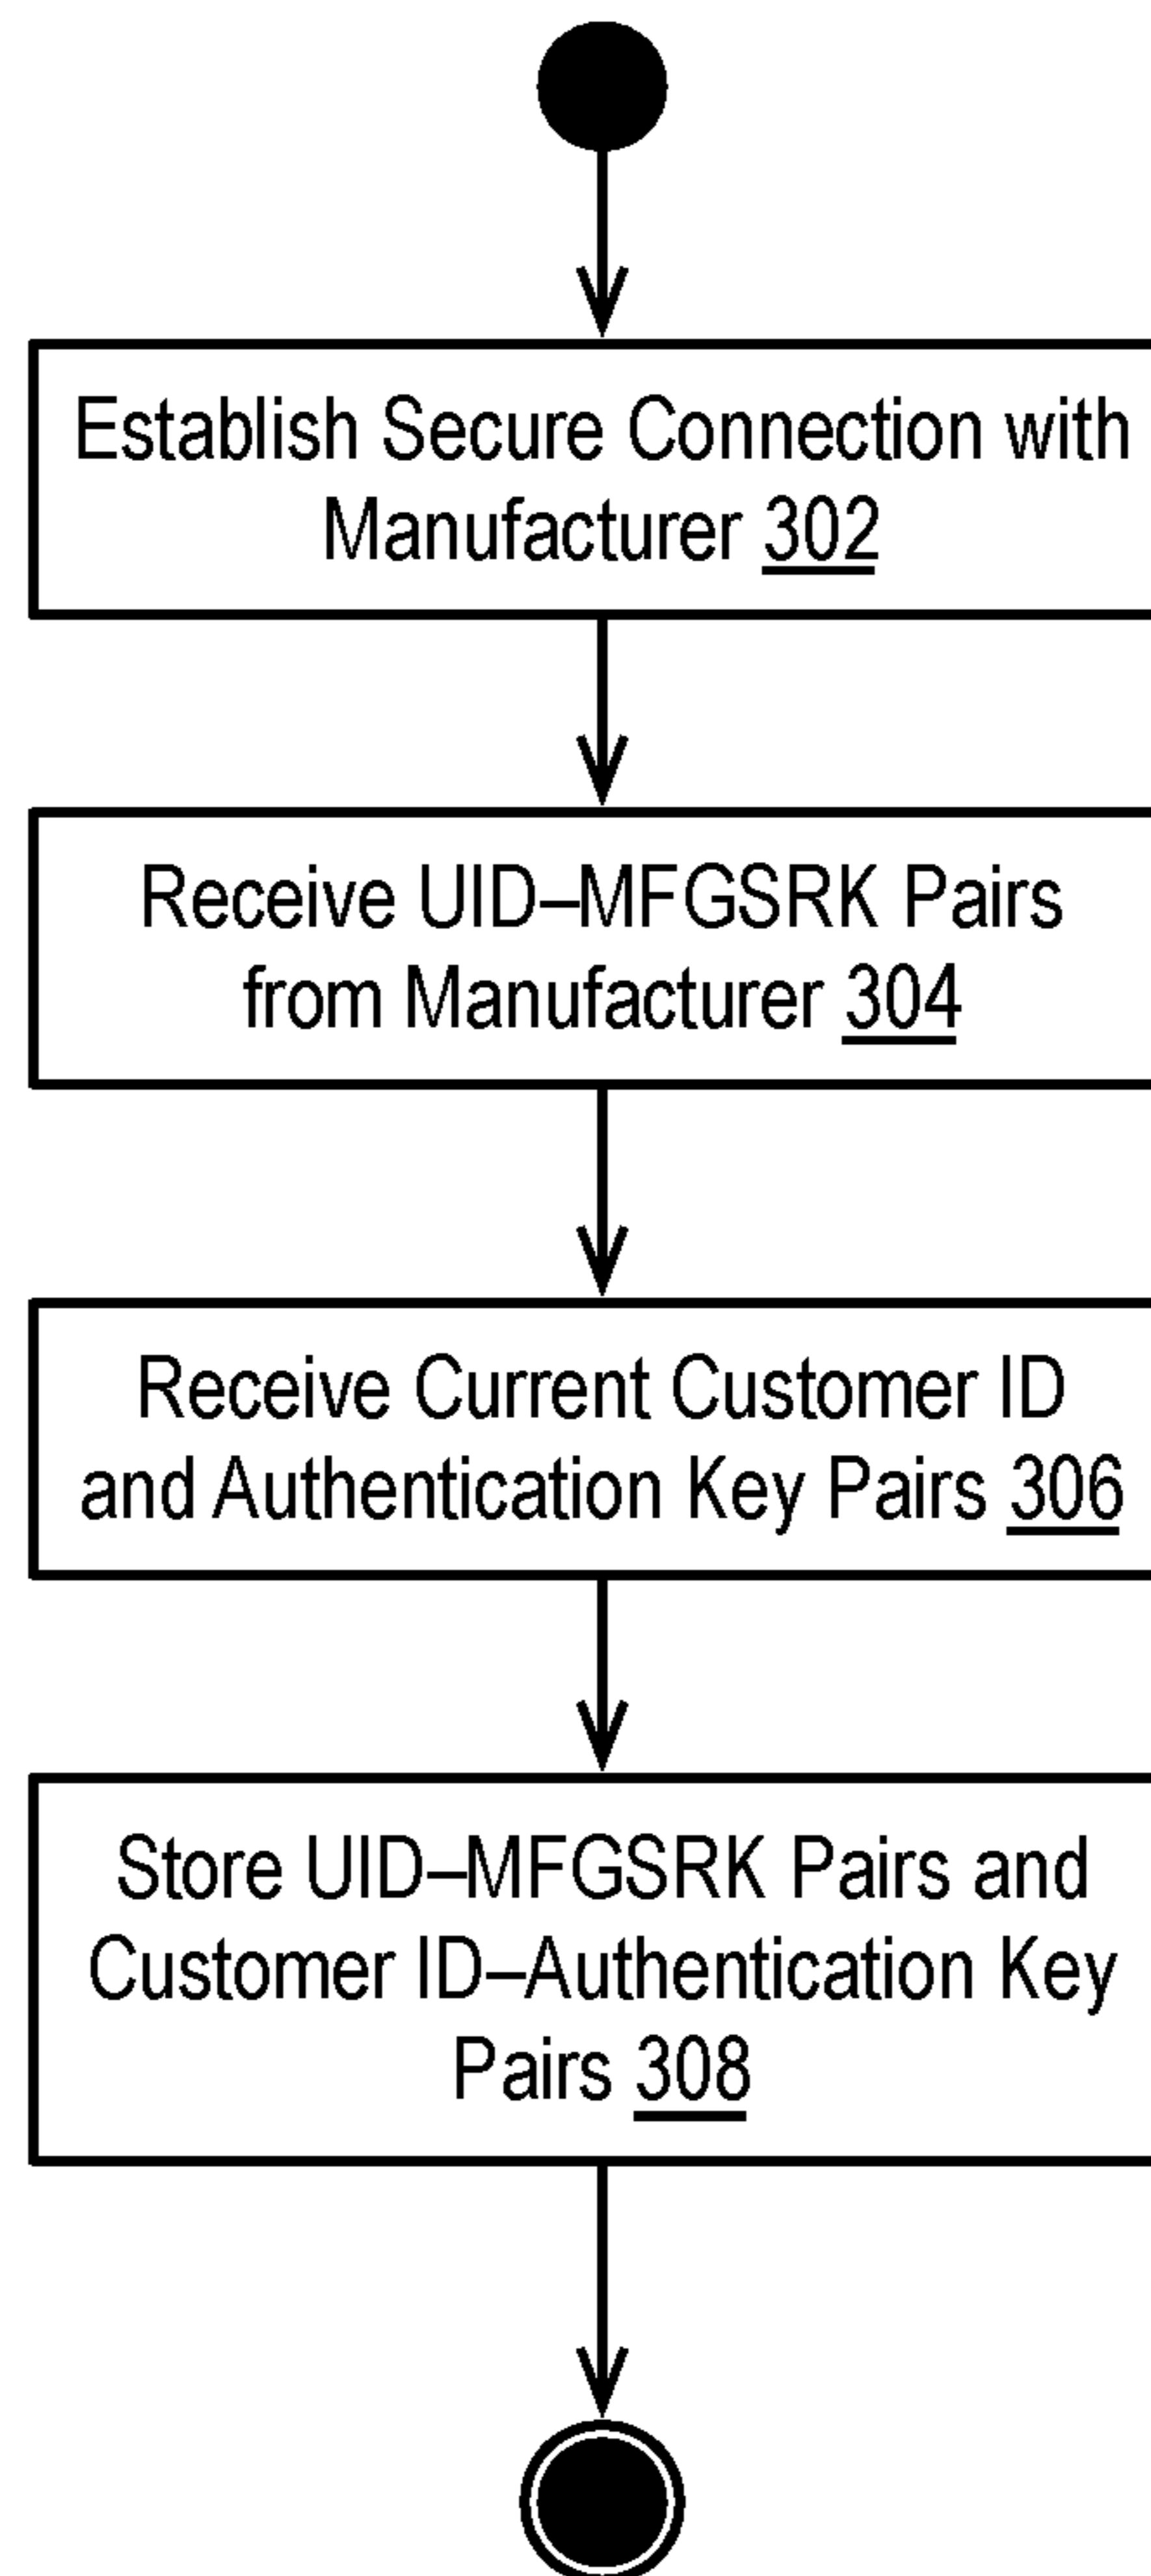 Establish Secure Connection with
Manufacturer 302
Receive UID–MFGSRK Pairs
from Manufacturer 304
Receive Current Customer ID
and Authentication Key Pairs 306
Store UID–MFGSRK Pairs and
Customer ID–Authentication Key
Pairs 308